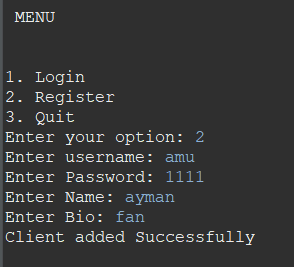 MENU
1. Login
2. Register
3. Quit
Enter your option: 2
Enter username: amu
Enter Password: 1111
Enter Name: ayman
Enter Bio: fan
Client added Successfully